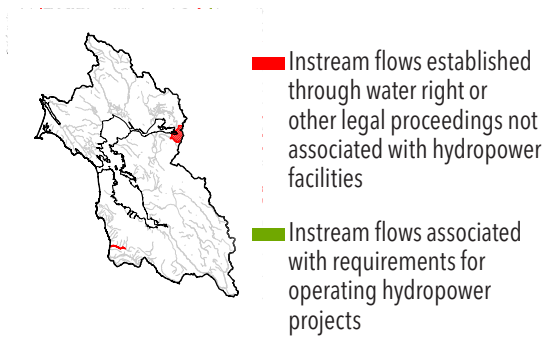 Instream flows established
through water right or
other legal proceedings not
associated with hydropower
facilities
Instream flows associated
with requirements for
operating hydropower
projects